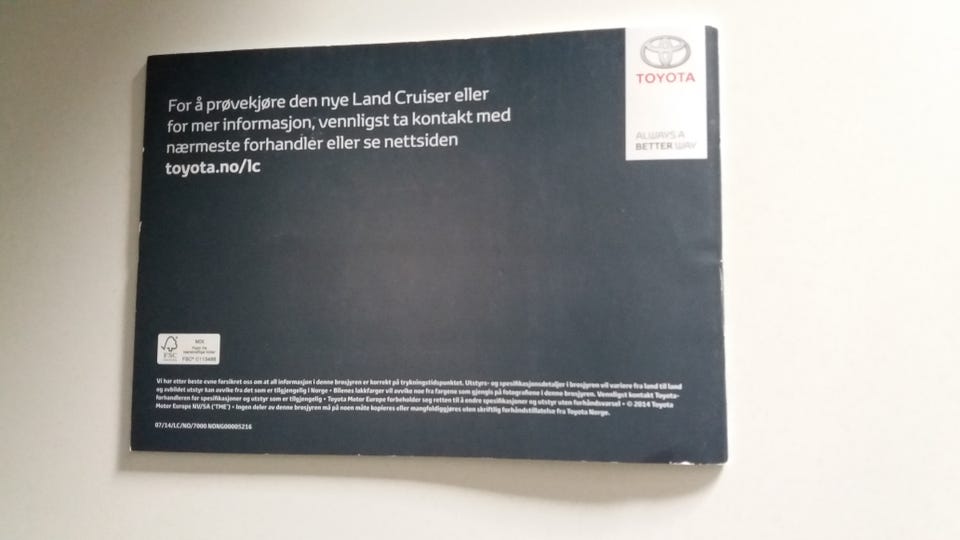 TOYOTA
ALWAYS A
BETTER WAY
For å prøvekjøre den nye Land Cruiser eller
for mer informasjon, vennligst ta kontakt med
nærmeste forhandler eller se nettsiden
toyota.no/lc
FSC
MIX
FSC® C113488
Vi har etter beste evne forsikret oss om at all informasjon i denne brosjyren er korrekt på trykningstidspunktet. Utstyrs- og spesifikasjonsdetaljer i brosjyren vil variere fra land til land
og avbildet utstyr kan avvike fra det som er tilgjengelig i Norge • Bilenes lakkfarger vil avvike noe fra fargene som gjengis på fotografiene i denne brosjyren. Vennligst kontakt Toyota-
forhandleren for spesifikasjoner og utstyr som er tilgjengelig • Toyota Motor Europe forbeholder seg retten til å endre spesifikasjoner og utstyr uten forhåndsvarsel • © 2014 Toyota
Motor Europe NV/SA ('TME') • Ingen deler av denne brosjyren må på noen måte kopieres eller mangfoldiggjøres uten skriftlig forhåndstillatelse fra Toyota Norge.
07/14/LC/NO/7000 NONG00005216